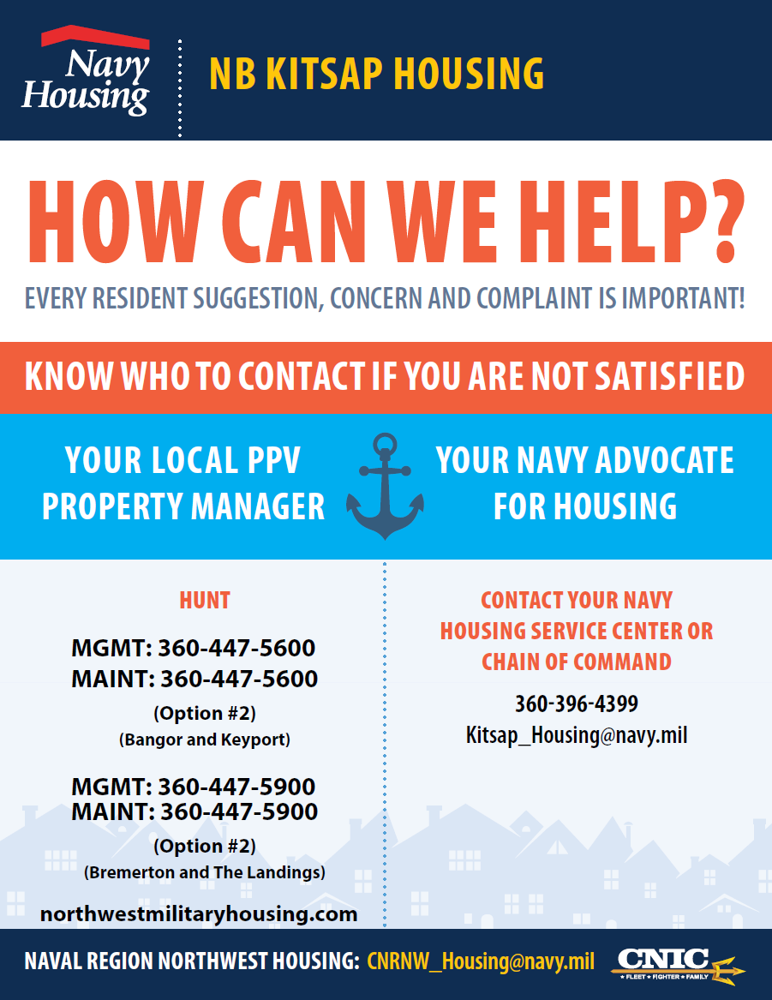 Navy
Housing
NB KITSAP HOUSING
HOW CAN WE HELP?
EVERY RESIDENT SUGGESTION, CONCERN AND COMPLAINT IS IMPORTANT!
KNOW WHO TO CONTACT IF YOU ARE NOT SATISFIED
YOUR LOCAL PPV
PROPERTY MANAGER
YOUR NAVY ADVOCATE
FOR HOUSING
HUNT
MGMT: 360-447-5600
MAINT: 360-447-5600
(Option #2)
(Bangor and Keyport)
MGMT: 360-447-5900
MAINT: 360-447-5900
(Option #2)
(Bremerton and The Landings)
northwestmilitaryhousing.com
CONTACT YOUR NAVY
HOUSING SERVICE CENTER OR
CHAIN OF COMMAND
360-396-4399
Kitsap_Housing@navy.mil
NAVAL REGION NORTHWEST HOUSING: CNRNW_Housing@navy.mil
CNIC
★ FLEET ★ FIGHTER ★ FAMILY